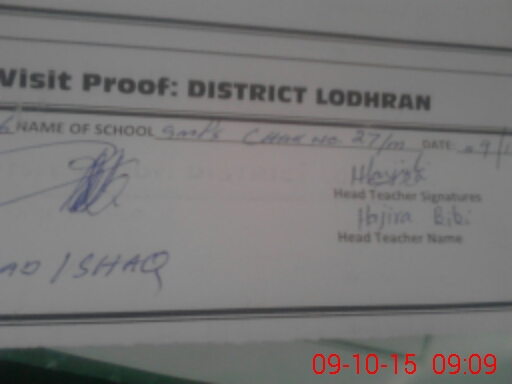 Visit Proof: DISTRICT LODHRAN
NAME OF SCHOOL CHAK NO. 27/m DATE
Head Teacher Signatures
Hajira Bibi
Head Teacher Name
AD ISHAQ
09-10-15 09:09